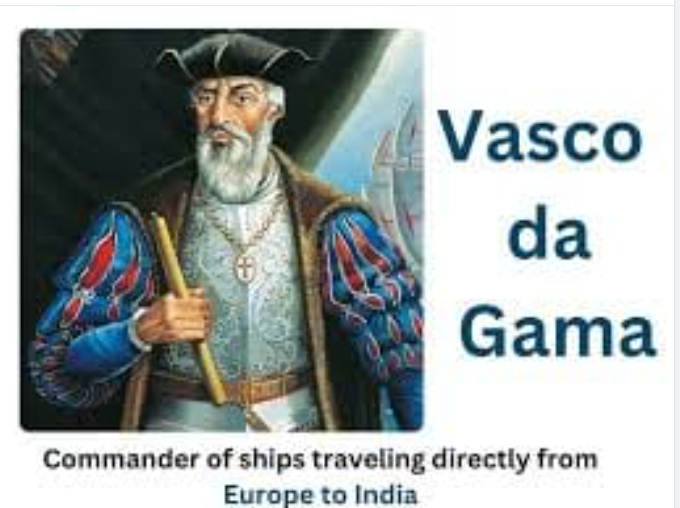 Vasco
da
Gama
Commander of ships traveling directly from
Europe to India